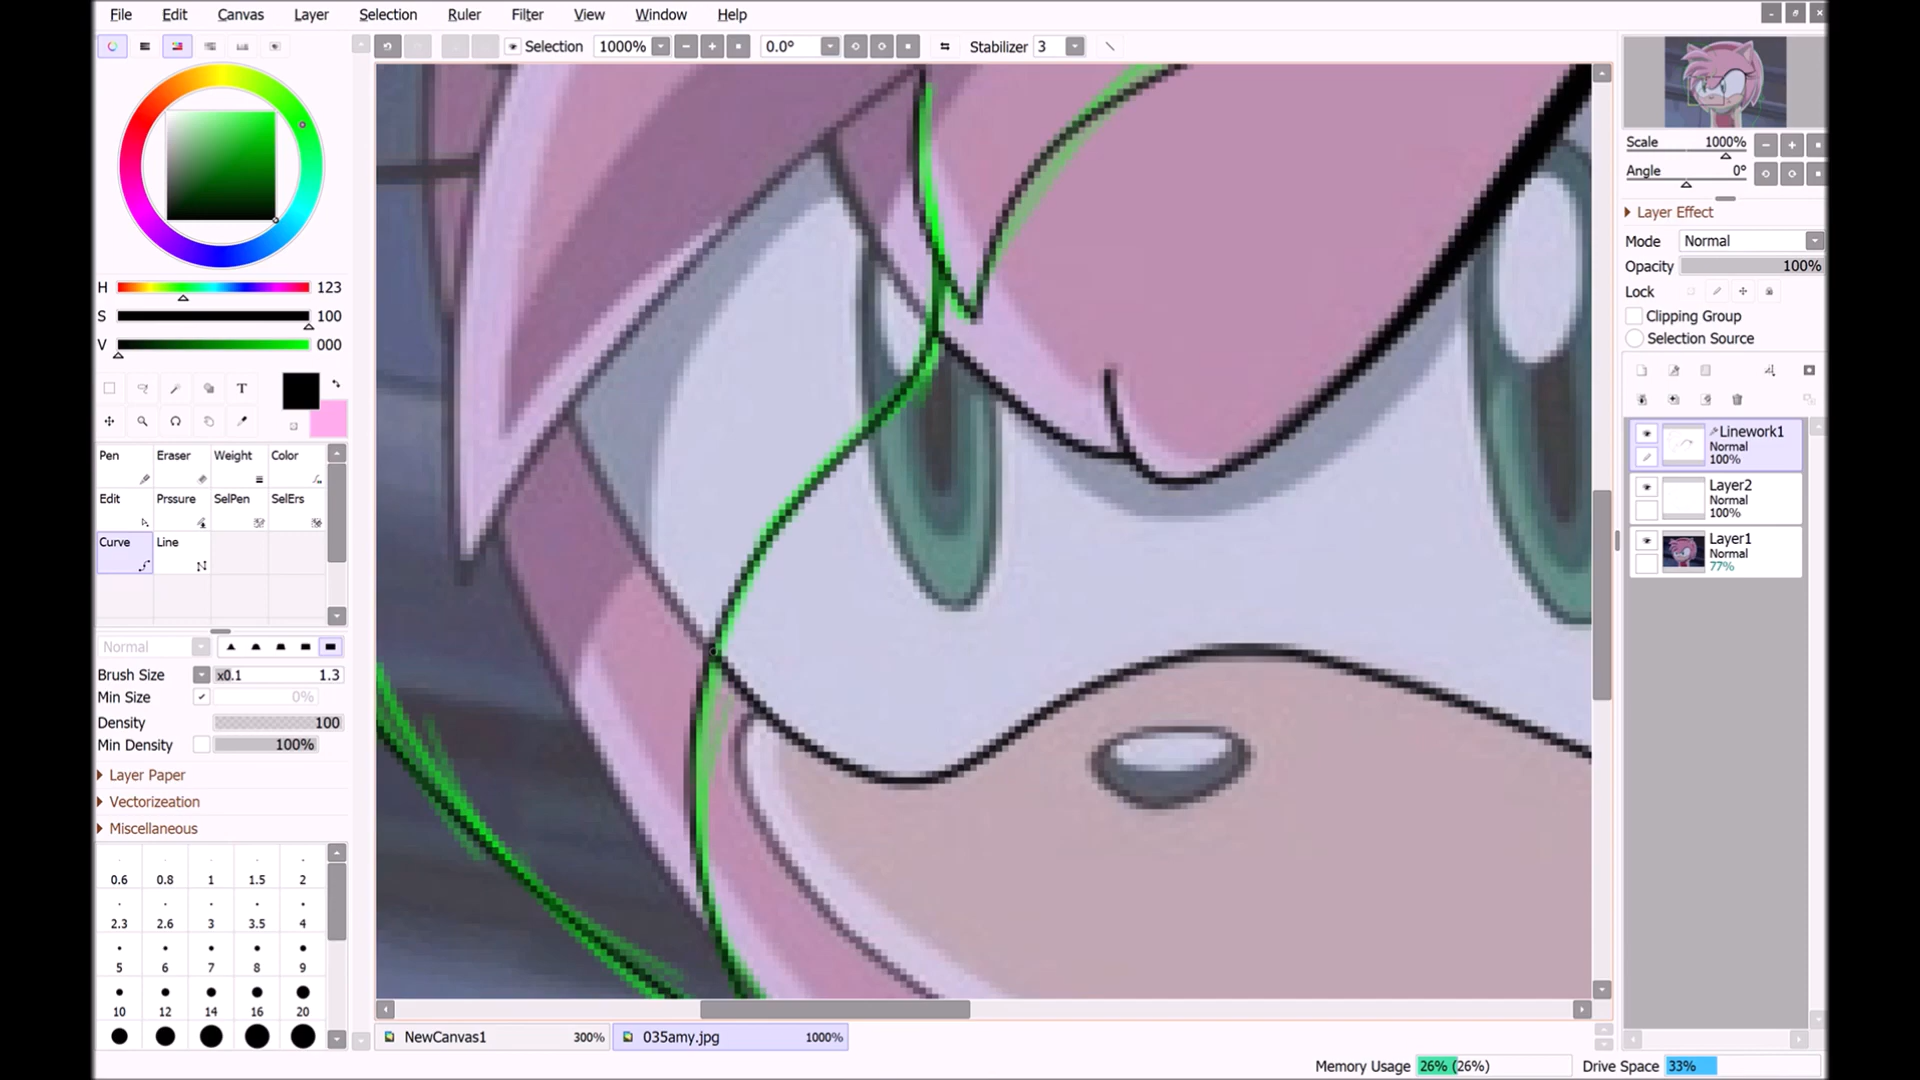 File Edit Canvas Layer Selection Ruler Filter View Window Help
Selection 1000% 0.0° Stabilizer 3
Scale 1000%
Angle 0°
Layer Effect
Mode Normal
Opacity 100%
Lock
Clipping Group
Selection Source
Linework1
Normal
100%
Layer2
Normal
100%
Layer1
Normal
77%
H 123
S 100
V 000
T
Pen Eraser Weight Color
Edit Prssure SelPen SelErs
Curve Line
Normal
Brush Size x0.1 1.3
Min Size 0%
Density 100
Min Density 100%
Layer Paper
Vectorizeation
Miscellaneous
0.6 0.8 1 1.5 2
2.3 2.6 3 3.5 4
5 6 7 8 9
10 12 14 16 20
NewCanvas1 300% 035amy.jpg 1000%
Memory Usage 26% (26%) Drive Space 33%